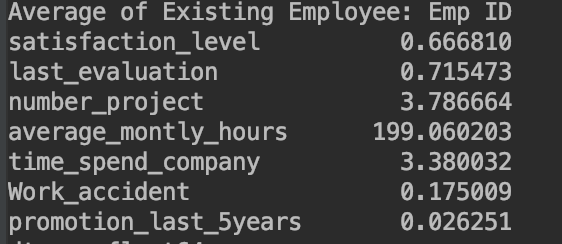 Average of Existing Employee: Emp ID
satisfaction_level 0.666810
last_evaluation 0.715473
number_project 3.786664
average_montly_hours 199.060203
time_spend_company 3.380032
Work_accident 0.175009
promotion_last_5years 0.026251